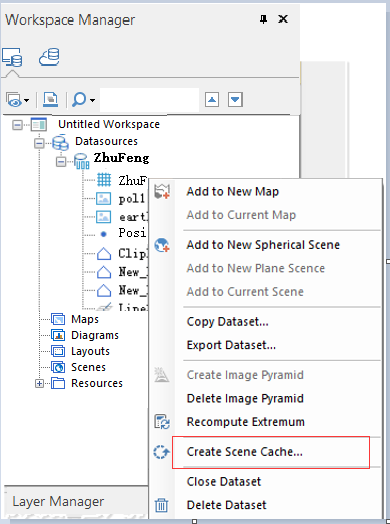 Workspace Manager
Untitled Workspace
Datasources
ZhuFeng
Add to New Map
Add to Current Map
Add to New Spherical Scene
Add to New Plane Scence
Add to Current Scene
Copy Dataset...
Export Dataset...
Create Image Pyramid
Delete Image Pyramid
Recompute Extremum
Create Scene Cache...
Close Dataset
Delete Dataset
ZhuF
pol1
eart
Posi
Clip
New_
New_
Line
Maps
Diagrams
Layouts
Scenes
Resources
Layer Manager